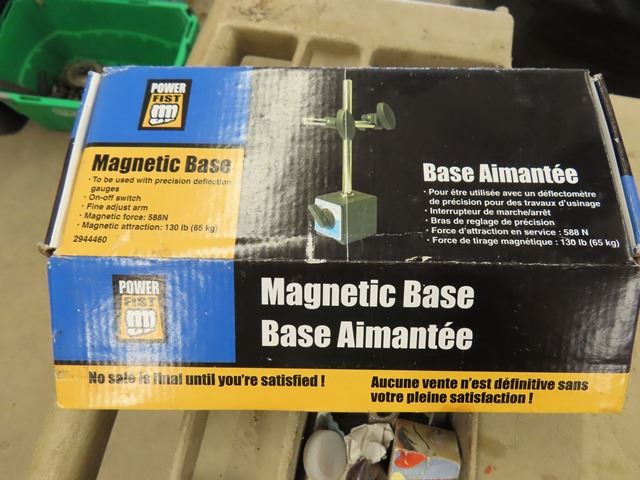 POWER
FIST
Magnetic Base
• To be used with precision deflection
gauges
• On-off switch
• Fine adjust arm
• Magnetic force: 588N
• Magnetic attraction: 130 lb (65 kg)
2944460
Base Aimantée
• Pour être utilisée avec un déflectomètre
de précision pour des travaux d'usinage
• Interrupteur de marche/arrêt
• Bras de reglage de précision
• Force d'attraction en service : 588 N
• Force de tirage magnétique : 130 lb (65 kg)
POWER
FIST
Magnetic Base
Base Aimantée
No sale is final until you're satisfied !
Aucune vente n'est définitive sans
votre pleine satisfaction !